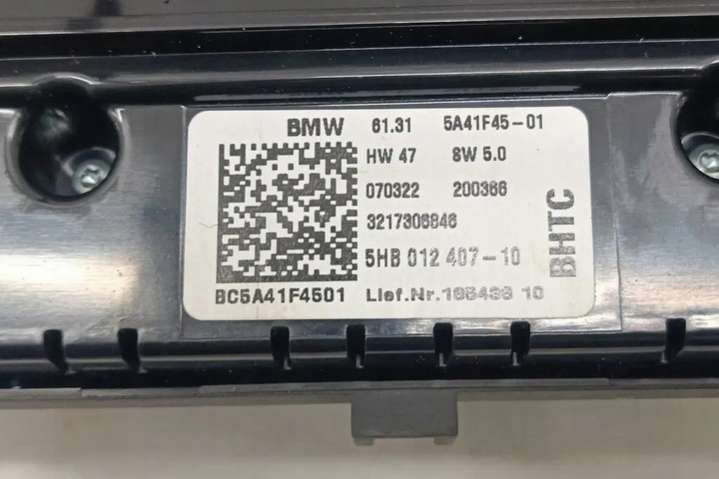 BMW 61.31 5A41F45-01
HW 47 SW 5.0
070322 200366
3217306846
5HB 012 407-10
BC5A41F4501 Lief.Nr.166436 10
BHTC